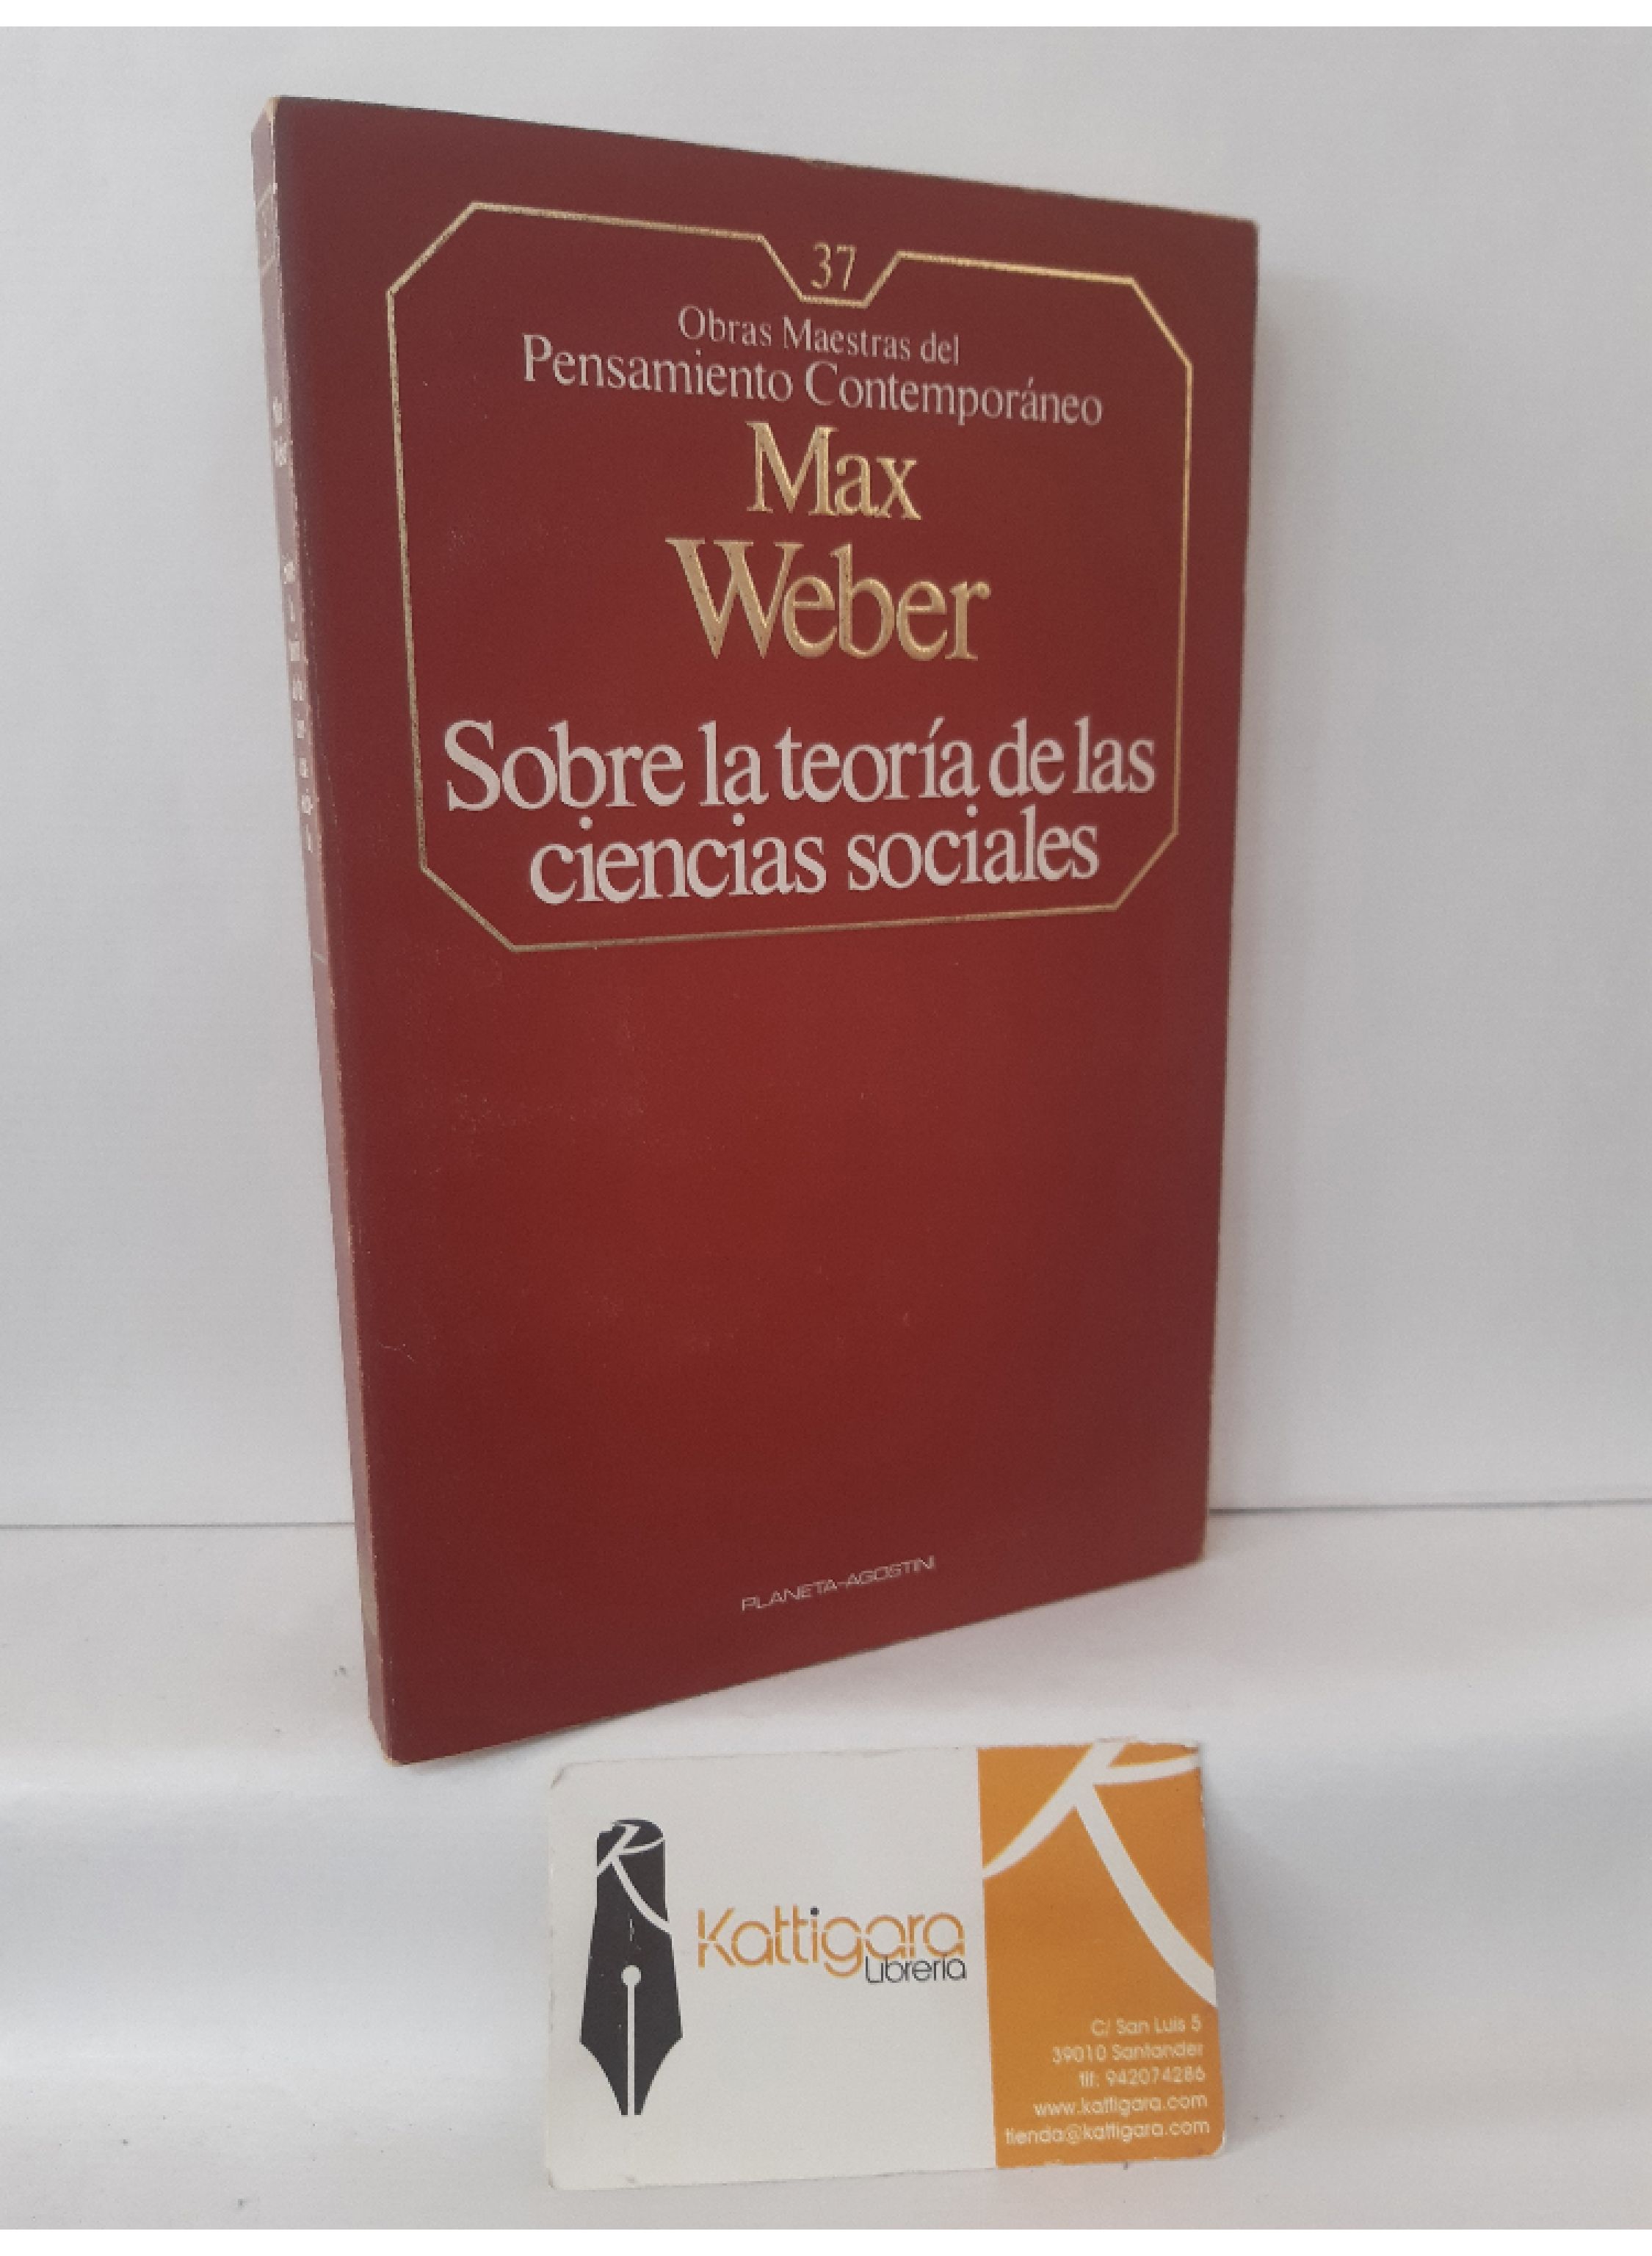 37
Obras Maestras del
Pensamiento Contemporáneo
Max
Weber
Sobre la teoría de las
ciencias sociales
PLANETA-AGOSTINI
Kattigara
Librería
C/ San Luis 5
39010 Santander
tlf: 942074286
www.kattigara.com
tienda@kattigara.com